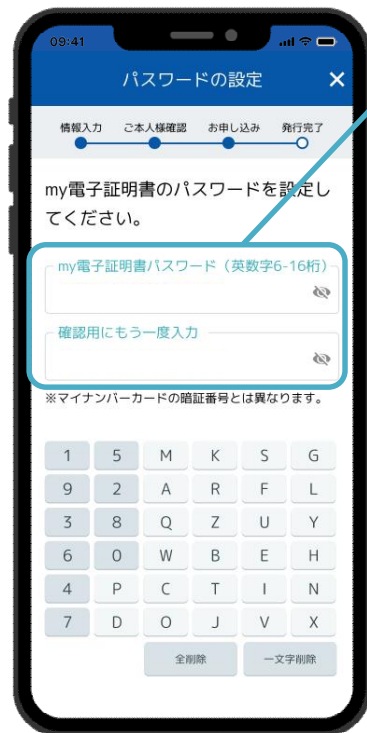 09:41
パスワードの設定 ×
情報入力 ご本人様確認 お申し込み 発行完了
my電子証明書のパスワードを設定し
てください。
my電子証明書パスワード（英数字6-16桁）
確認用にもう一度入力
※マイナンバーカードの暗証番号とは異なります。
1 5 M K S G
9 2 A R F L
3 8 Q Z U Y
6 0 W B E H
4 P C T I N
7 D O J V X
全削除 一文字削除